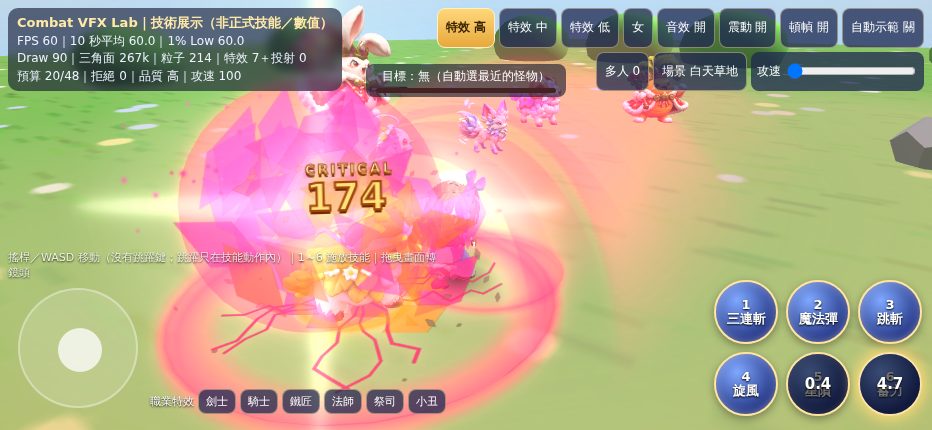 Combat VFX Lab｜技術展示（非正式技能／數值）
FPS 60｜10 秒平均 60.0｜1% Low 60.0
Draw 90｜三角面 267k｜粒子 214｜特效 7＋投射 0
預算 20/48｜拒絕 0｜品質 高｜攻速 100
特效 高
特效 中
特效 低
女
音效 開
震動 開
頓幀 開
自動示範 關
目標：無（自動選最近的怪物）
多人 0
場景 白天草地
攻速
CRITICAL
174
搖桿／WASD 移動（沒有跳躍鍵；跳躍只在技能動作內）｜1～6 施放技能｜拖曳畫面轉
鏡頭
1
三連斬
2
魔法彈
3
跳斬
4
旋風
0.4
星隕
4.7
蓄力
職業特效
劍士
騎士
鐵匠
法師
祭司
小丑